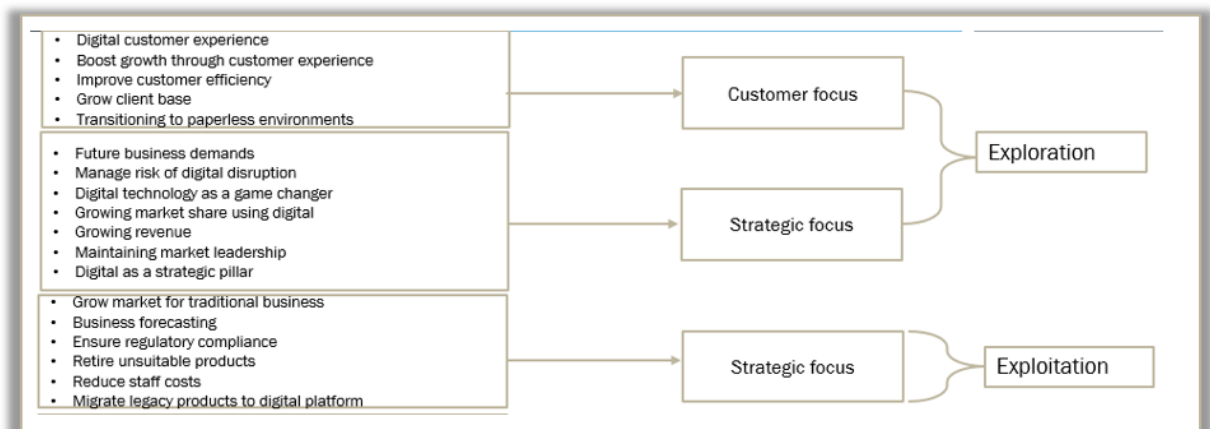 • Digital customer experience
• Boost growth through customer experience
• Improve customer efficiency
• Grow client base
• Transitioning to paperless environments
Customer focus
• Future business demands
• Manage risk of digital disruption
• Digital technology as a game changer
• Growing market share using digital
• Growing revenue
• Maintaining market leadership
• Digital as a strategic pillar
Strategic focus
Exploration
• Grow market for traditional business
• Business forecasting
• Ensure regulatory compliance
• Retire unsuitable products
• Reduce staff costs
• Migrate legacy products to digital platform
Strategic focus
Exploitation